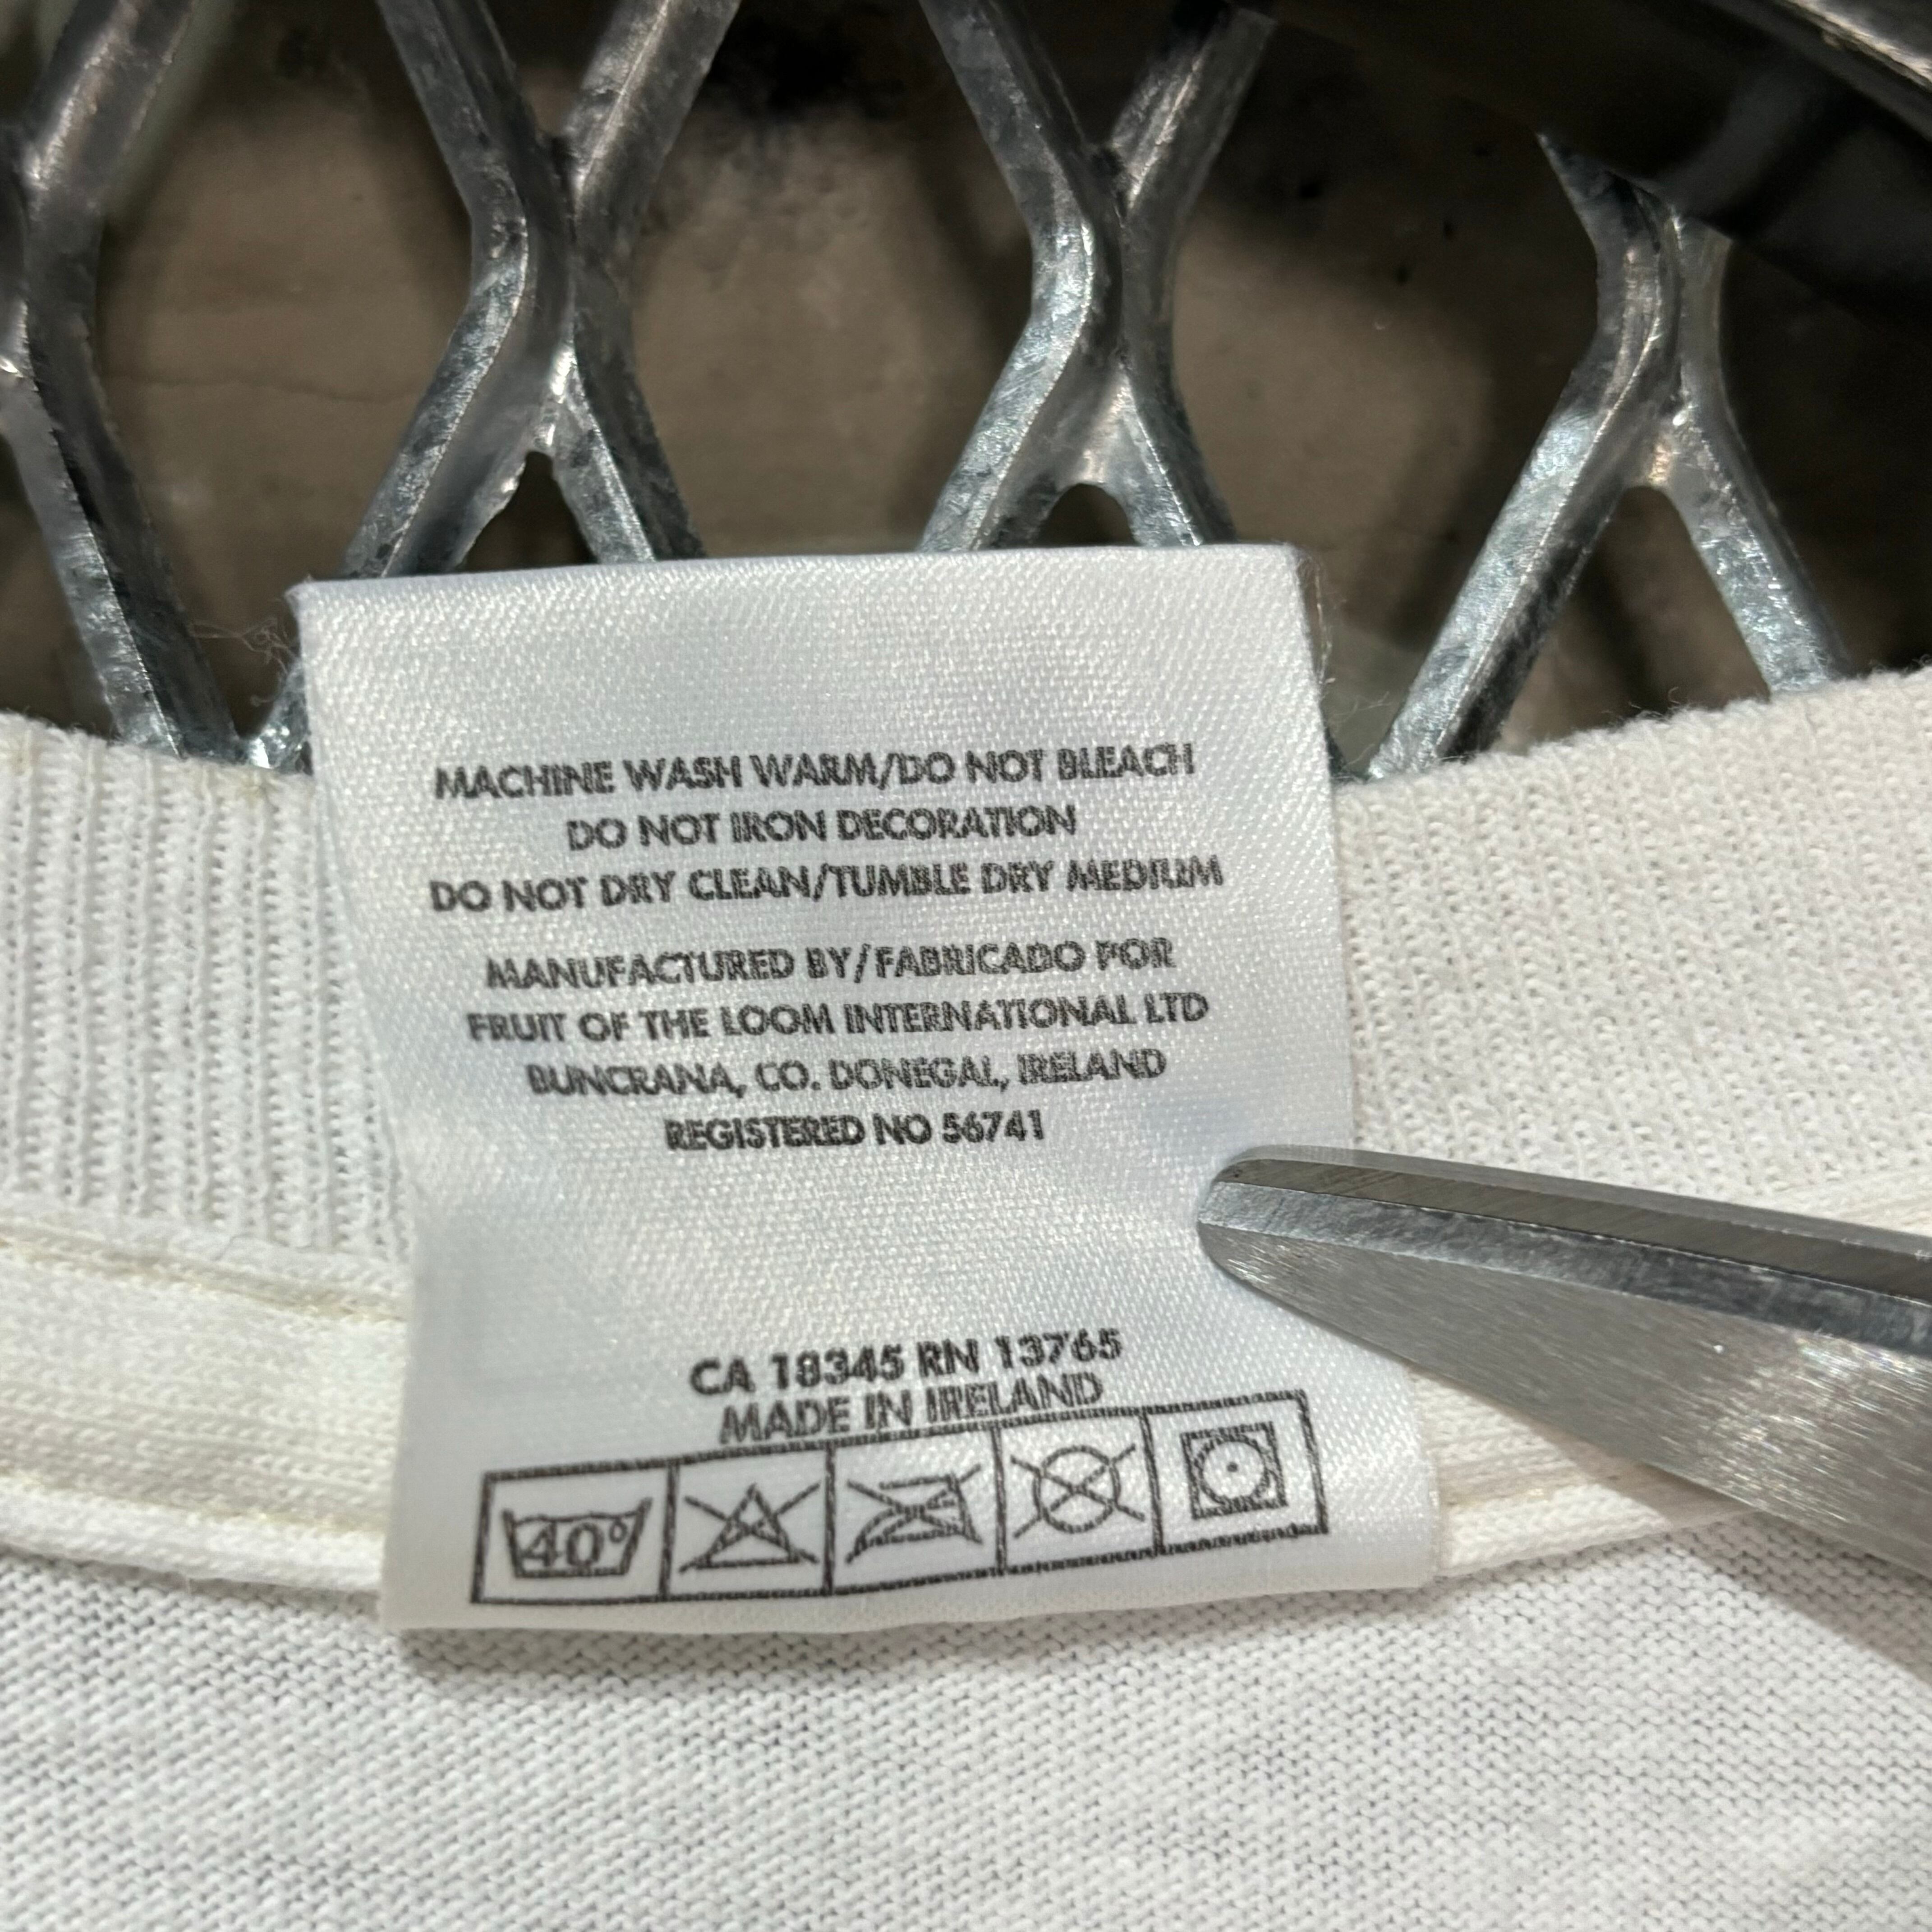 MACHINE WASH WARM/DO NOT BLEACH
DO NOT IRON DECORATION
DO NOT DRY CLEAN/TUMBLE DRY MEDIUM
MANUFACTURED BY/FABRICADO POR
FRUIT OF THE LOOM INTERNATIONAL LTD
BUNCRANA, CO. DONEGAL, IRELAND
REGISTERED NO 56741
CA 18345 RN 13765
MADE IN IRELAND
40°